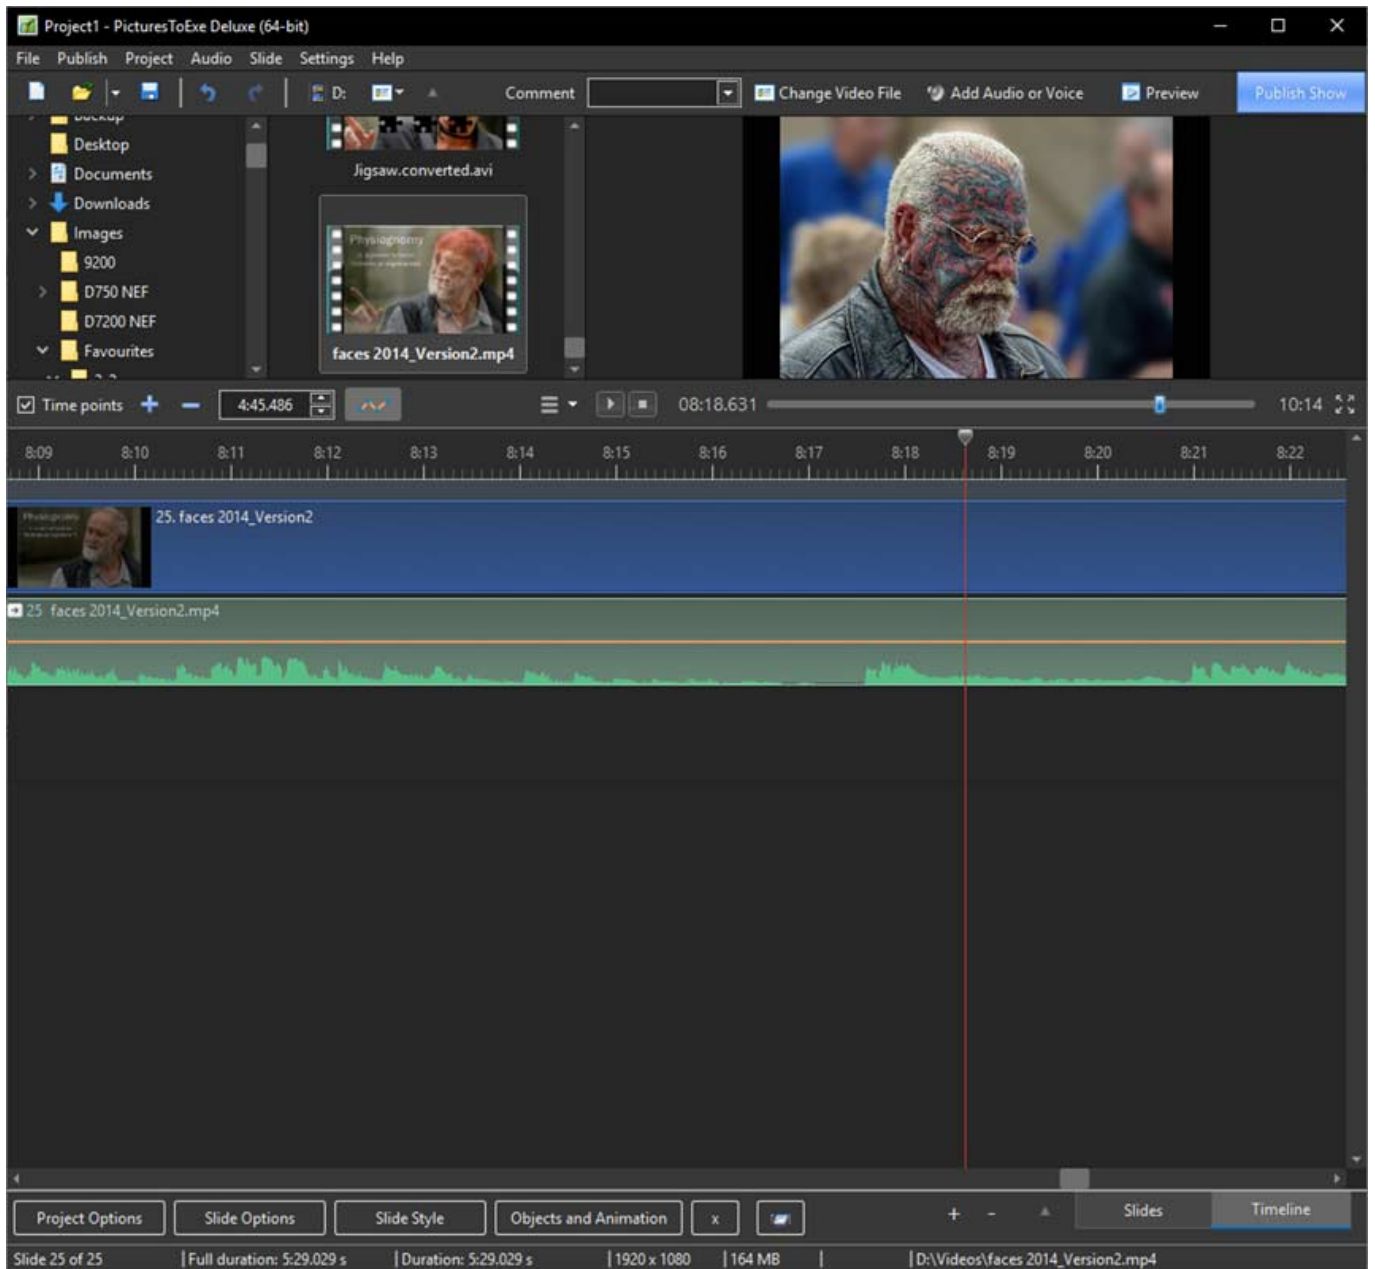 Project1 - PicturesToExe Deluxe (64-bit)
File Publish Project Audio Slide Settings Help
D: Comment Change Video File Add Audio or Voice Preview Publish Show
Backup
Desktop
Documents
Downloads
Images
9200
D750 NEF
D7200 NEF
Favourites
Jigsaw.converted.avi
Physiognomy
faces 2014_Version2.mp4
Time points 4:45.486 08:18.631 10:14
8:09 8:10 8:11 8:12 8:13 8:14 8:15 8:16 8:17 8:18 8:19 8:20 8:21 8:22
Physiognomy
25. faces 2014_Version2
25 faces 2014_Version2.mp4
Project Options Slide Options Slide Style Objects and Animation x + - Slides Timeline
Slide 25 of 25 | Full duration: 5:29.029 s | Duration: 5:29.029 s | 1920 x 1080 | 164 MB | | D:\Videos\faces 2014_Version2.mp4